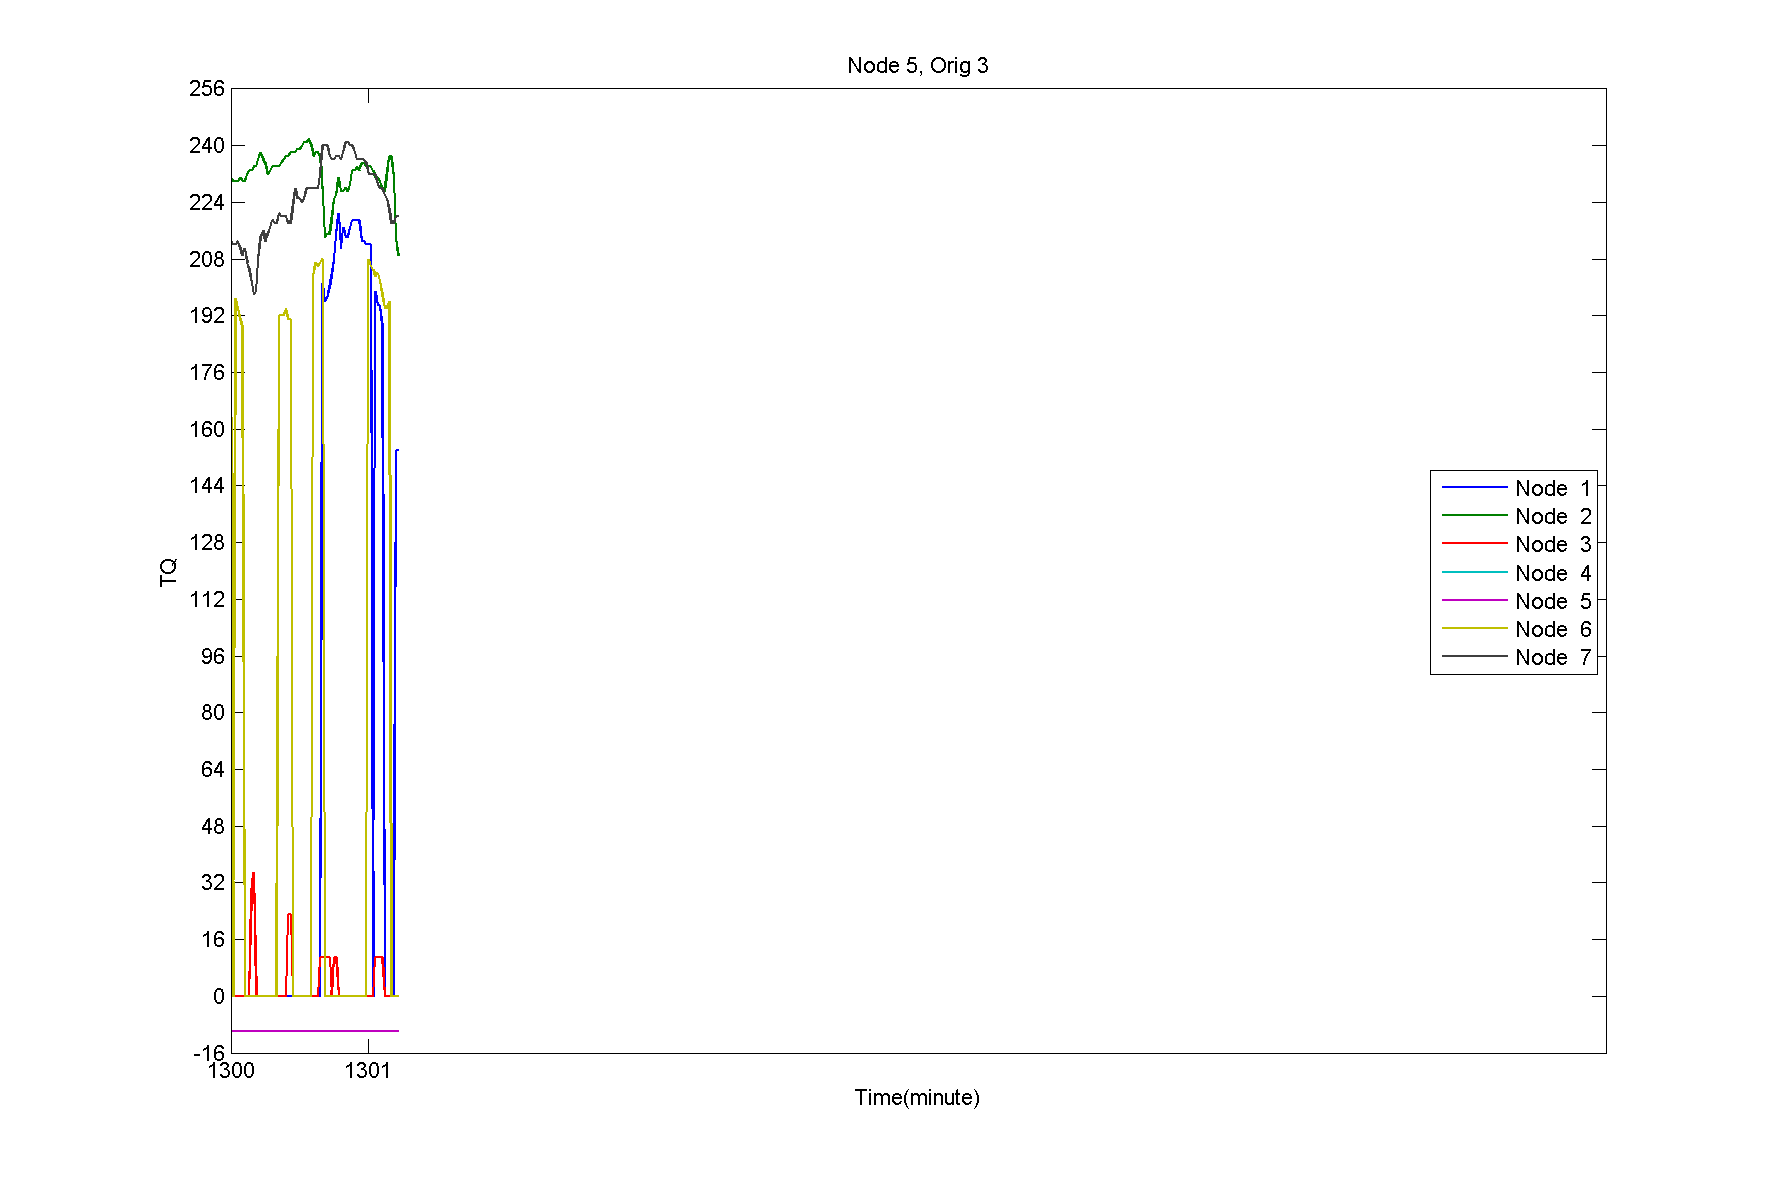 Node 5, Orig 3
256
240
224
208
192
176
160
144
128
112
96
80
64
48
32
16
0
-16
TQ
1300 1301
Time(minute)
Node 1
Node 2
Node 3
Node 4
Node 5
Node 6
Node 7